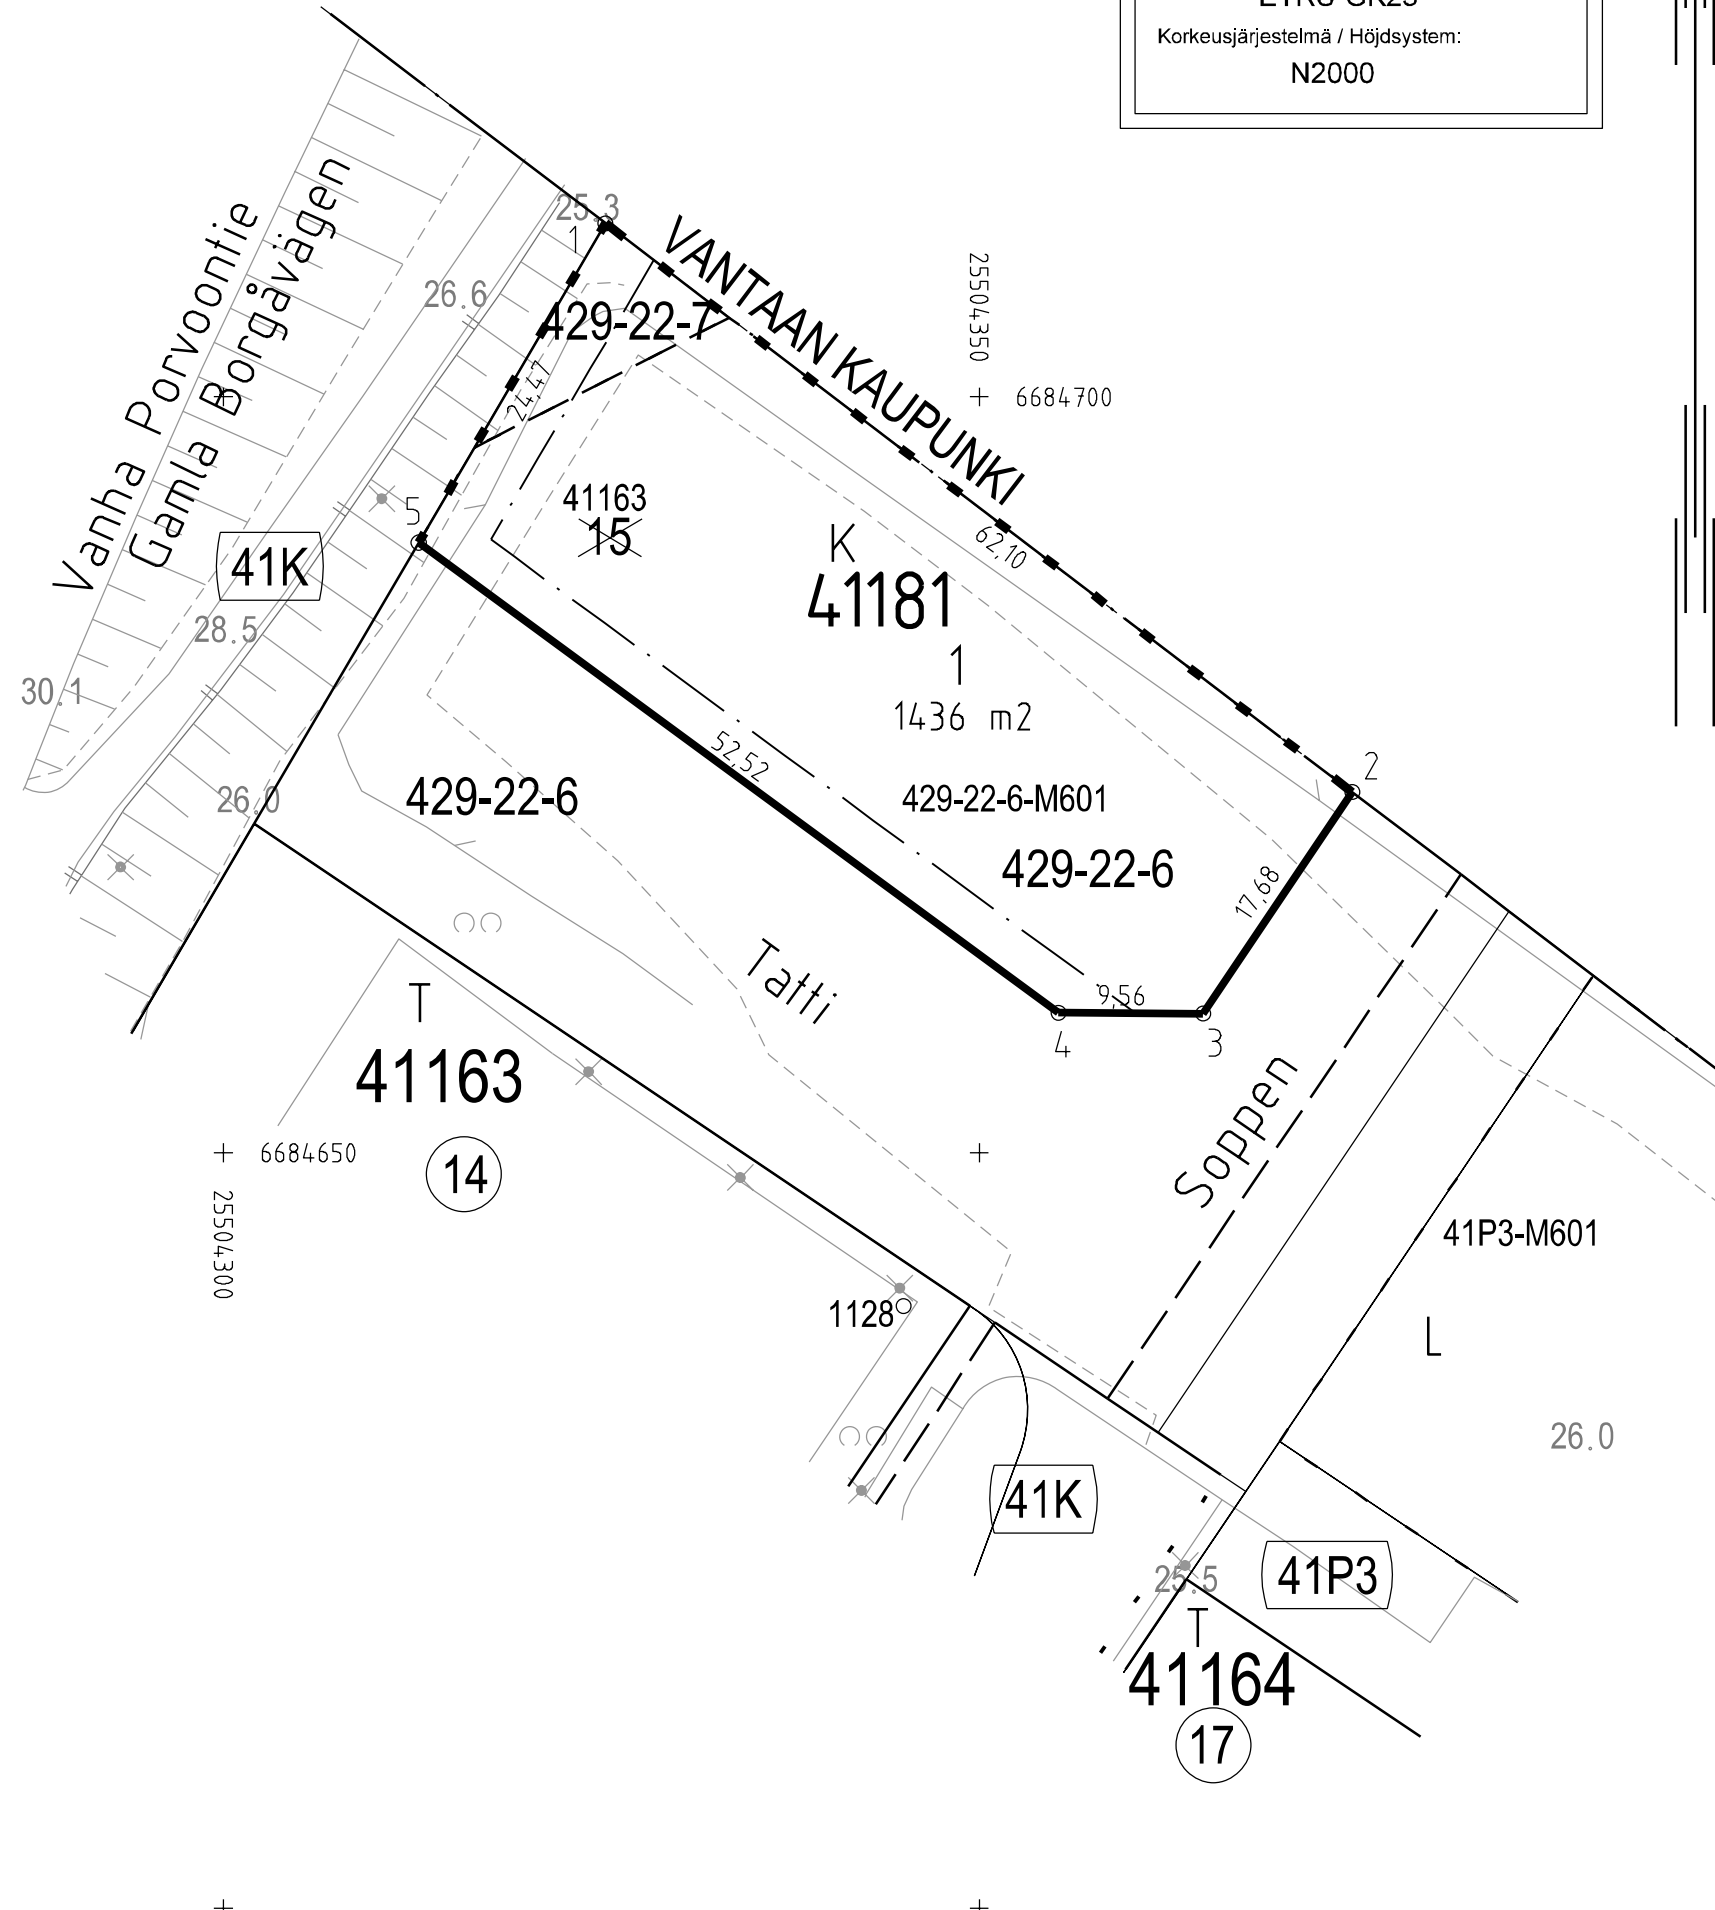 Korkeusjärjestelmä / Höjdsystem:
N2000
Vanha Porvoontie
Gamla Borgåvägen
25.3
1
VANTAAN KAUPUNKI
26.6
429-22-7
24,47
25504350
6684700
5
41163
15
K
62,10
41K
41181
28.5
1
30.1
1436 m2
52,52
2
26.0
429-22-6
429-22-6-M601
429-22-6
17,68
Tatti
9,56
T
4
3
41163
Soppen
6684650
14
25504300
41P3-M601
1128
L
26.0
41K
25.5
41P3
T
41164
17